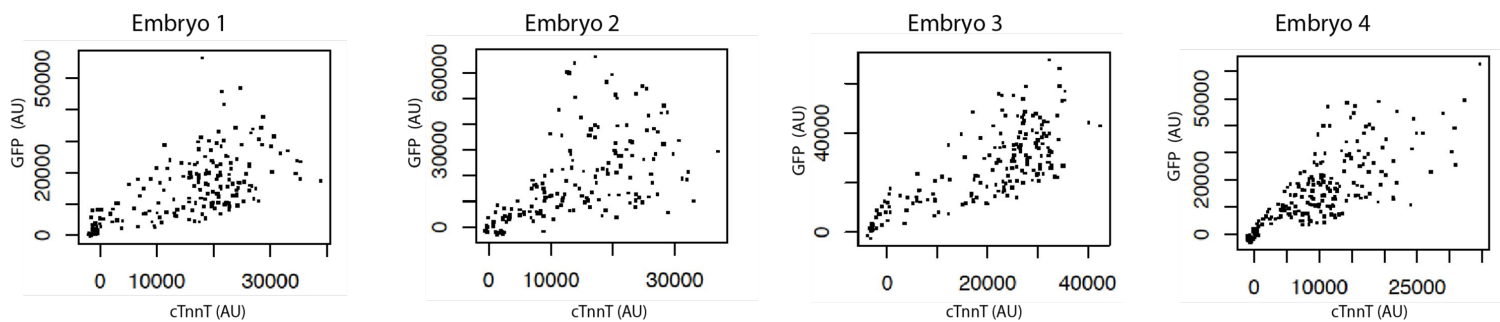 Embryo 1
50000
20000
0
GFP (AU)
0 10000 30000
cTnnT (AU)
Embryo 2
60000
30000
0
GFP (AU)
0 10000 30000
cTnnT (AU)
Embryo 3
40000
0
GFP (AU)
0 20000 40000
cTnnT (AU)
Embryo 4
50000
20000
0
GFP (AU)
0 10000 25000
cTnnT (AU)